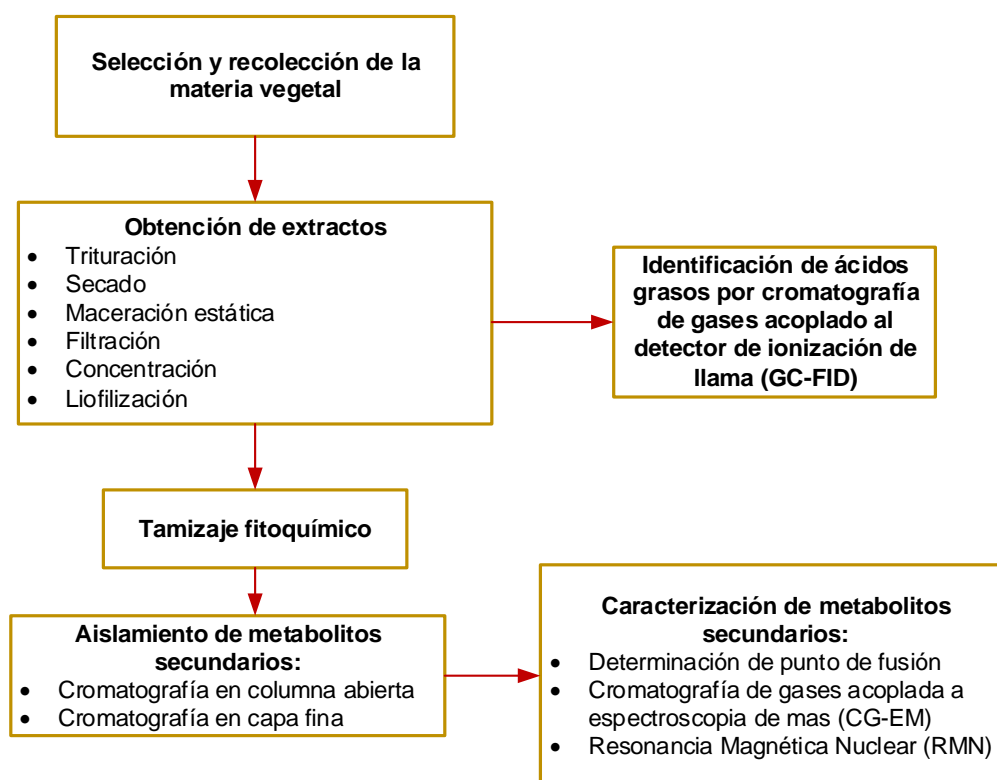 Selección y recolección de la
materia vegetal
Obtención de extractos
• Trituración
• Secado
• Maceración estática
• Filtración
• Concentración
• Liofilización
Identificación de ácidos
grasos por cromatografía
de gases acoplado al
detector de ionización de
llama (GC-FID)
Tamizaje fitoquímico
Aislamiento de metabolitos
secundarios:
• Cromatografía en columna abierta
• Cromatografía en capa fina
Caracterización de metabolitos
secundarios:
• Determinación de punto de fusión
• Cromatografía de gases acoplada a
espectroscopia de mas (CG-EM)
• Resonancia Magnética Nuclear (RMN)